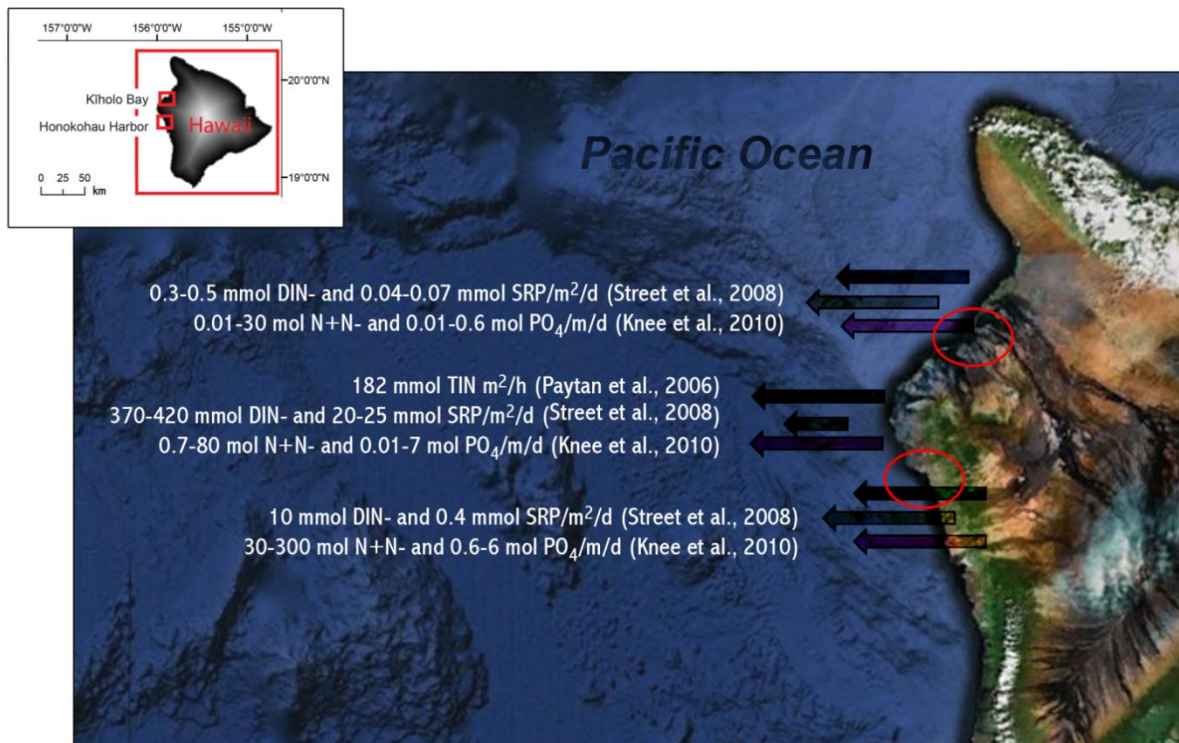 157°0'0"W 156°0'0"W 155°0'0"W
20°0'0"N
Kīholo Bay
Honokohau Harbor
Hawaii
0 25 50
km
19°0'0"N
Pacific Ocean
0.3-0.5 mmol DIN- and 0.04-0.07 mmol SRP/m²/d (Street et al., 2008)
0.01-30 mol N+N- and 0.01-0.6 mol PO₄/m/d (Knee et al., 2010)
182 mmol TIN m²/h (Paytan et al., 2006)
370-420 mmol DIN- and 20-25 mmol SRP/m²/d (Street et al., 2008)
0.7-80 mol N+N- and 0.01-7 mol PO₄/m/d (Knee et al., 2010)
10 mmol DIN- and 0.4 mmol SRP/m²/d (Street et al., 2008)
30-300 mol N+N- and 0.6-6 mol PO₄/m/d (Knee et al., 2010)